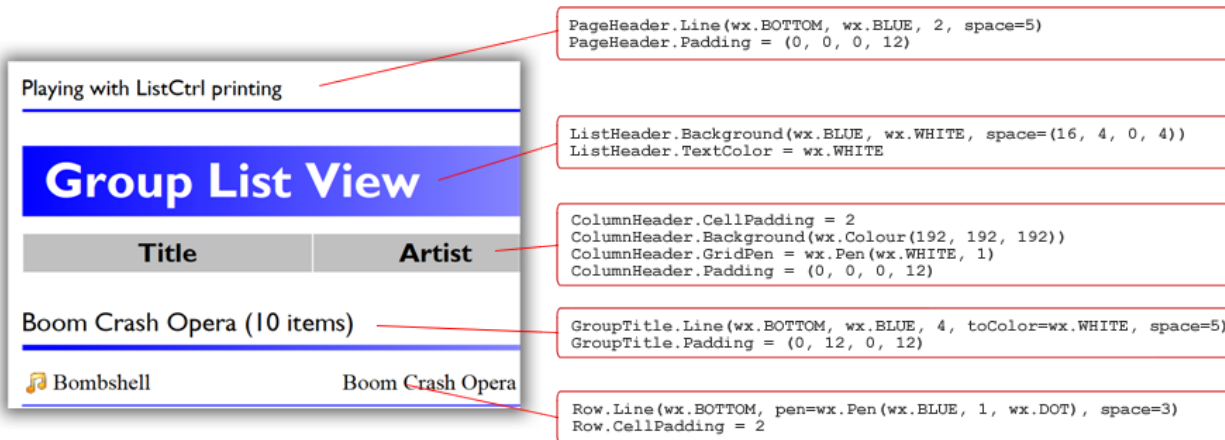 PageHeader.Line(wx.BOTTOM, wx.BLUE, 2, space=5)
PageHeader.Padding = (0, 0, 0, 12)
Playing with ListCtrl printing
ListHeader.Background(wx.BLUE, wx.WHITE, space=(16, 4, 0, 4))
ListHeader.TextColor = wx.WHITE
Group List View
ColumnHeader.CellPadding = 2
ColumnHeader.Background(wx.Colour(192, 192, 192))
ColumnHeader.GridPen = wx.Pen(wx.WHITE, 1)
ColumnHeader.Padding = (0, 0, 0, 12)
Title Artist
Boom Crash Opera (10 items)
GroupTitle.Line(wx.BOTTOM, wx.BLUE, 4, toColor=wx.WHITE, space=5)
GroupTitle.Padding = (0, 12, 0, 12)
Bombshell Boom Crash Opera
Row.Line(wx.BOTTOM, pen=wx.Pen(wx.BLUE, 1, wx.DOT), space=3)
Row.CellPadding = 2